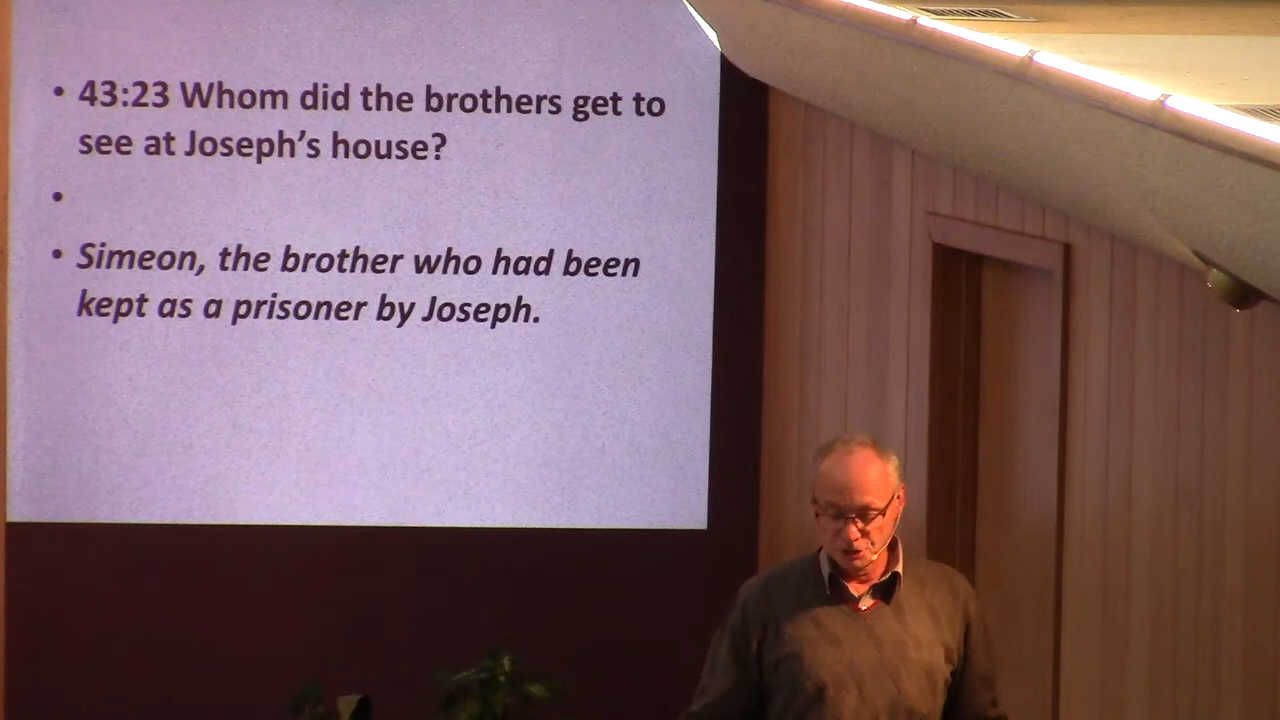 • 43:23 Whom did the brothers get to
see at Joseph’s house?
•
• Simeon, the brother who had been
kept as a prisoner by Joseph.